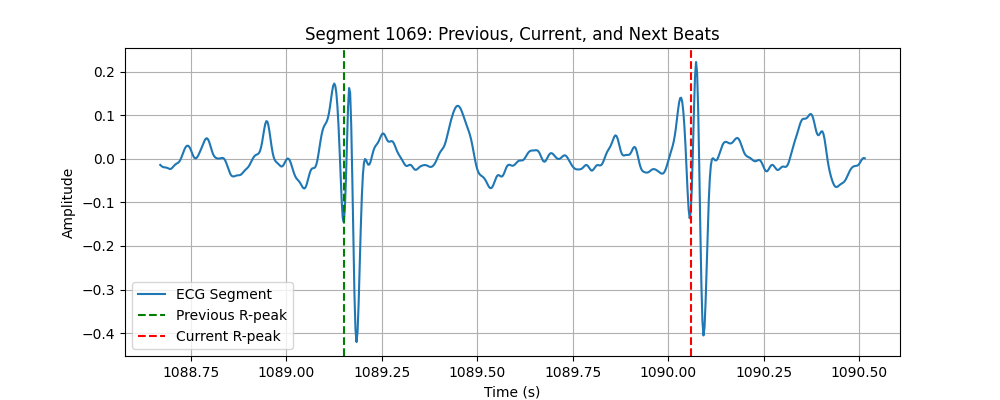 Segment 1069: Previous, Current, and Next Beats
Amplitude
0.2
0.1
0.0
−0.1
−0.2
−0.3
−0.4
ECG Segment
Previous R-peak
Current R-peak
1088.75 1089.00 1089.25 1089.50 1089.75 1090.00 1090.25 1090.50
Time (s)